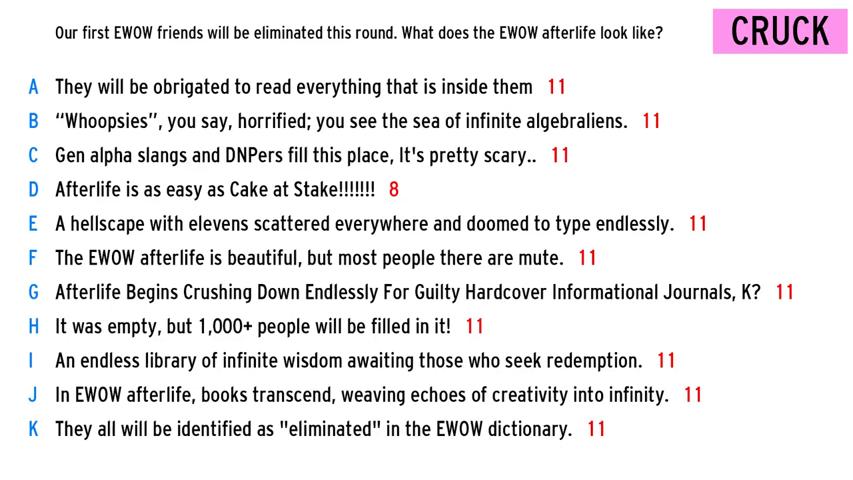 Our first EWOW friends will be eliminated this round. What does the EWOW afterlife look like?
CRUCK
A They will be obrigated to read everything that is inside them 11
B “Whoopsies”, you say, horrified; you see the sea of infinite algebraliens. 11
C Gen alpha slangs and DNPers fill this place, It's pretty scary.. 11
D Afterlife is as easy as Cake at Stake!!!!!!! 8
E A hellscape with elevens scattered everywhere and doomed to type endlessly. 11
F The EWOW afterlife is beautiful, but most people there are mute. 11
G Afterlife Begins Crushing Down Endlessly For Guilty Hardcover Informational Journals, K? 11
H It was empty, but 1,000+ people will be filled in it! 11
I An endless library of infinite wisdom awaiting those who seek redemption. 11
J In EWOW afterlife, books transcend, weaving echoes of creativity into infinity. 11
K They all will be identified as "eliminated" in the EWOW dictionary. 11